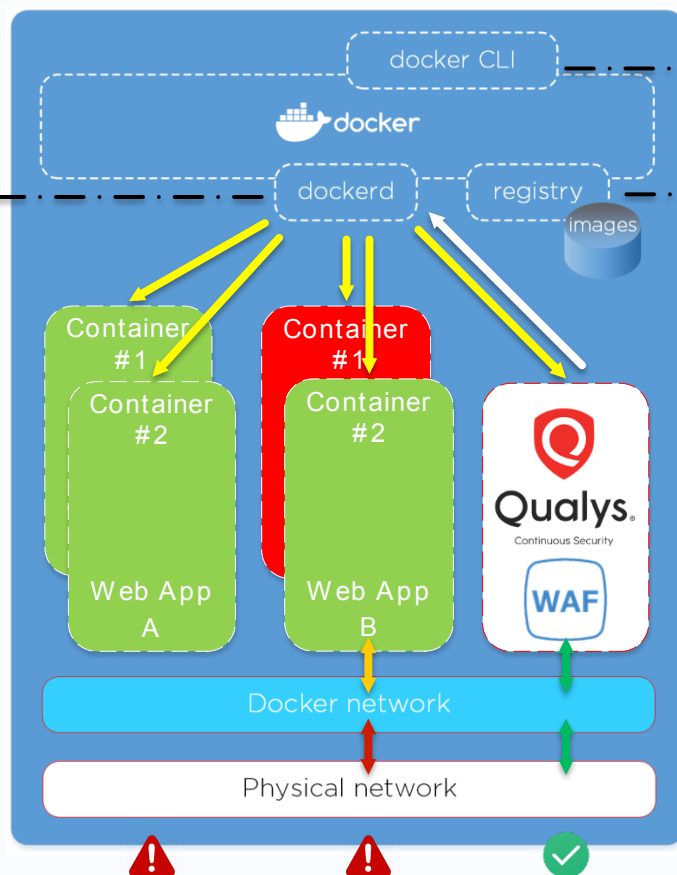 docker CLI
docker
dockerd
registry
images
Container
#1
Container
#2
Web App
A
Container
#1
Container
#2
Web App
B
Qualys.
Continuous Security
WAF
Docker network
Physical network